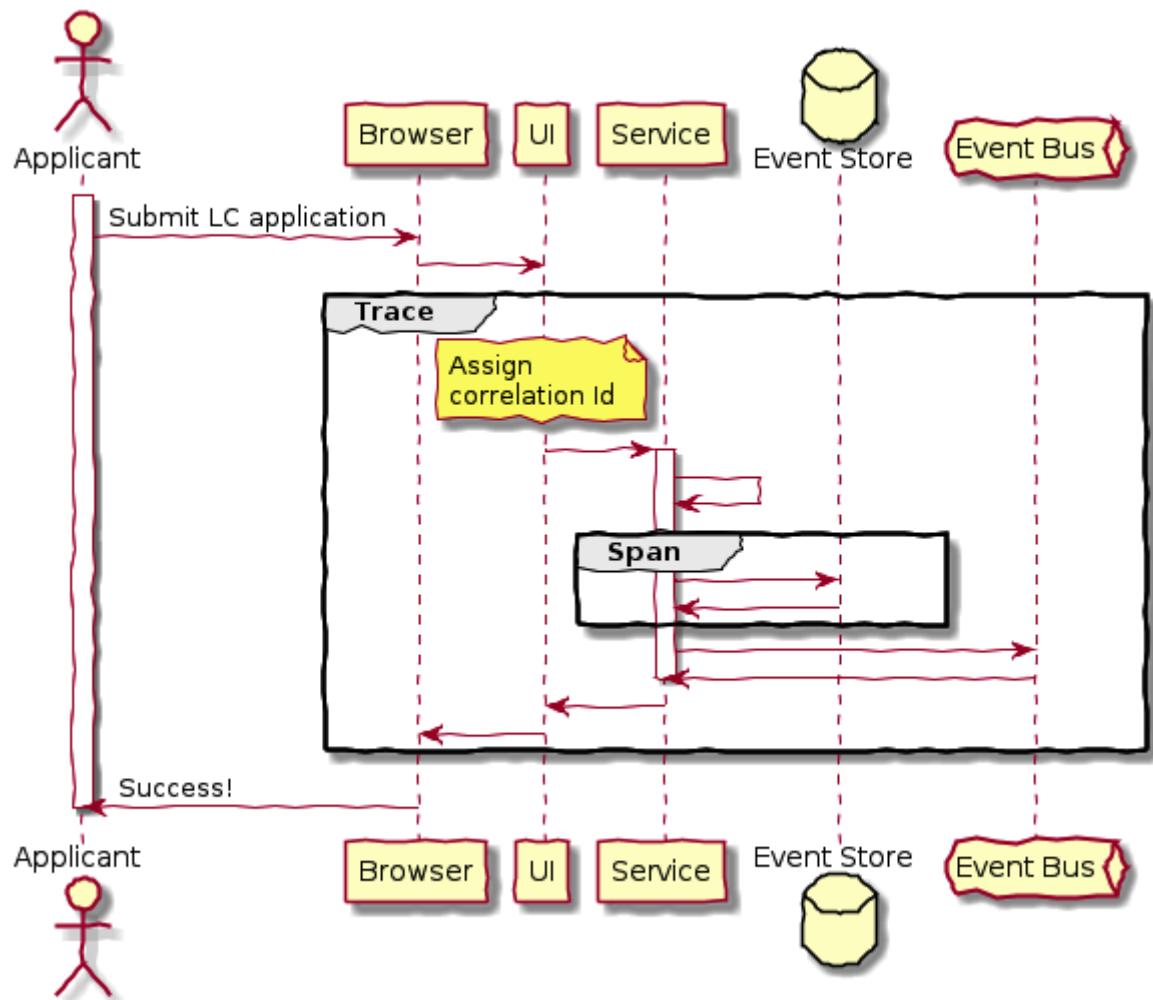 Applicant
Browser
UI
Service
Event Store
Event Bus
Submit LC application
Trace
Assign
correlation Id
Span
Success!
Applicant
Browser
UI
Service
Event Store
Event Bus